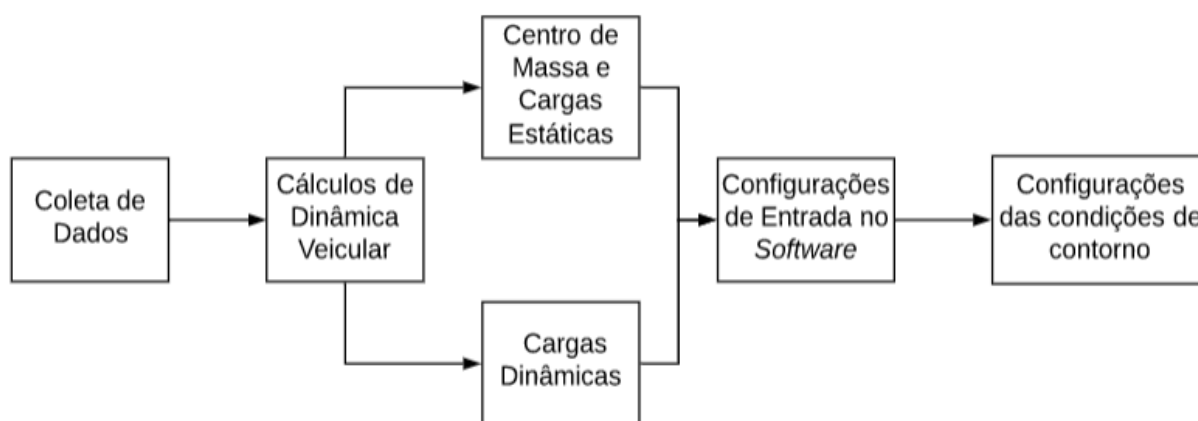 Coleta de
Dados
Cálculos de
Dinâmica
Veicular
Centro de
Massa e
Cargas
Estáticas
Cargas
Dinâmicas
Configurações
de Entrada no
Software
Configurações
das condições de
contorno